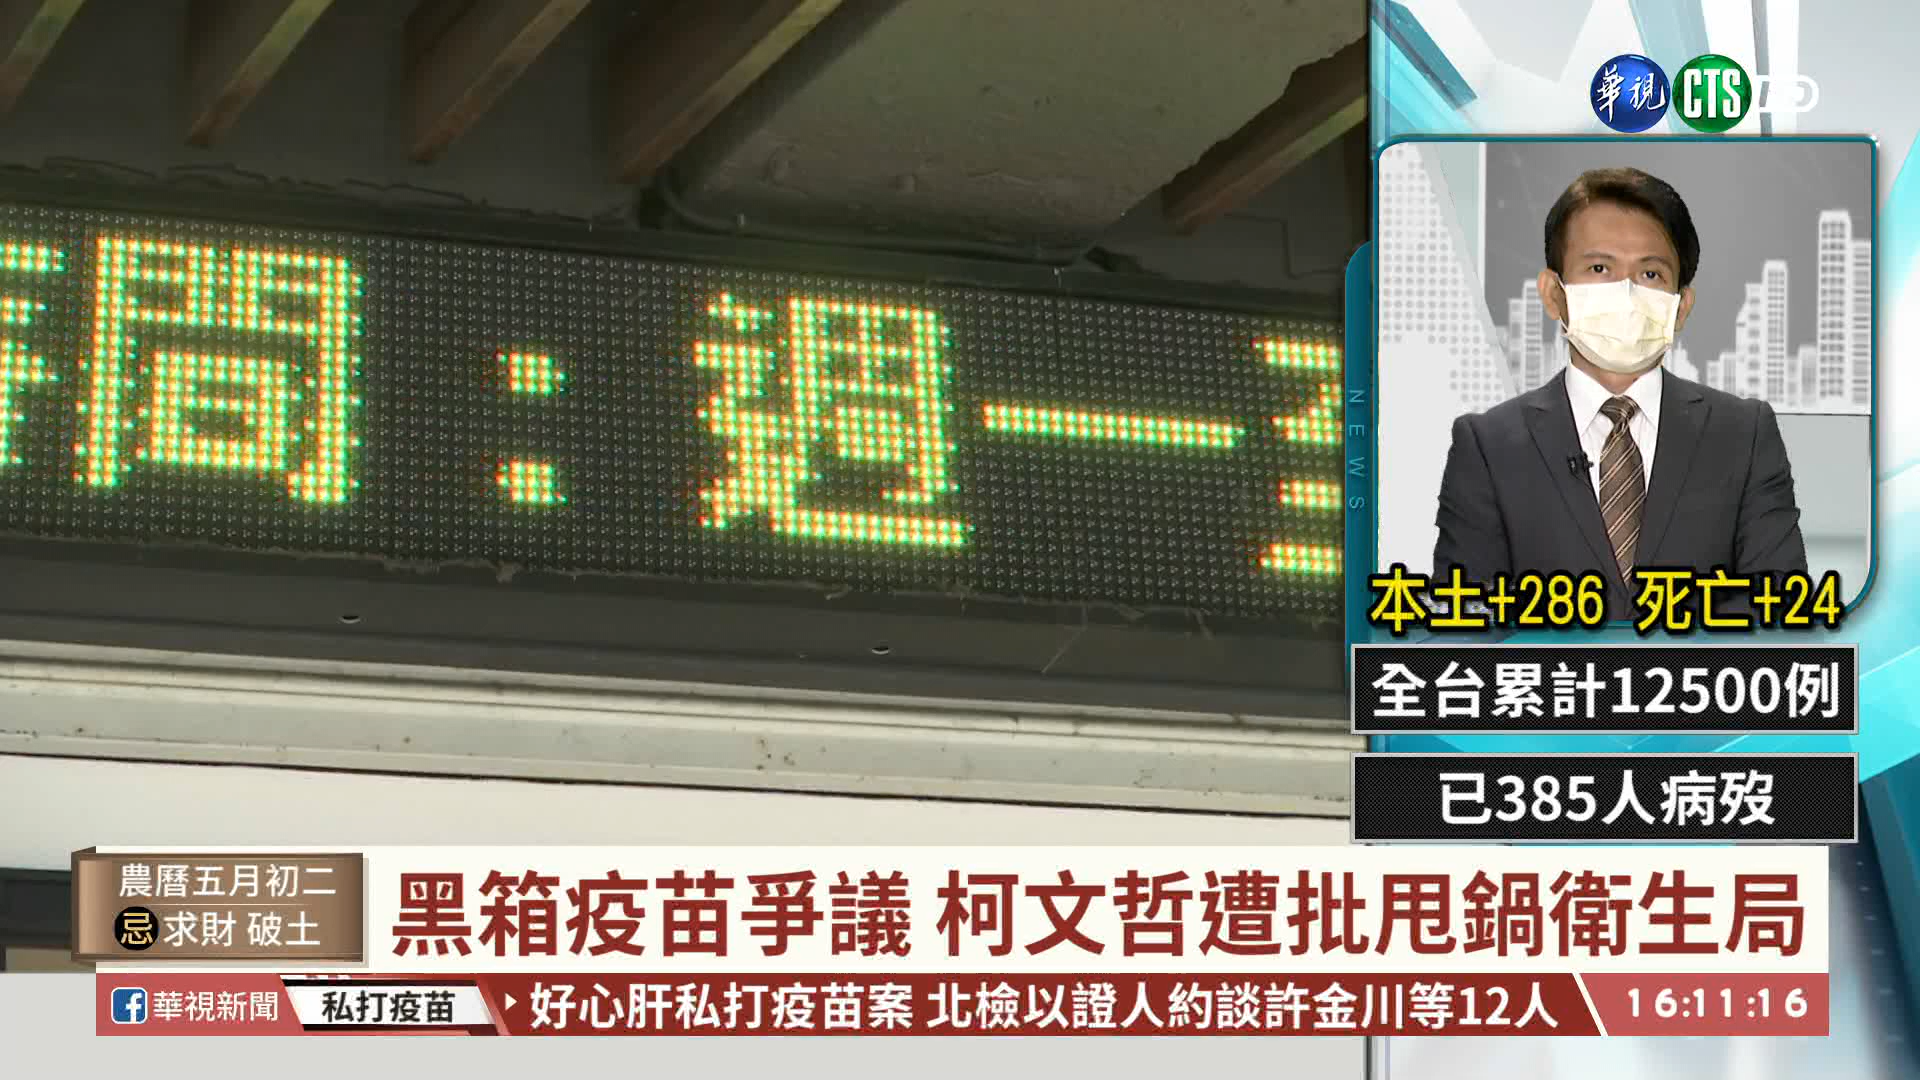 間：週一
華視 CTS HD
NEWS
本土+286 死亡+24
全台累計12500例
已385人病歿
農曆五月初二
忌 求財 破土
黑箱疫苗爭議 柯文哲遭批甩鍋衛生局
華視新聞
私打疫苗
好心肝私打疫苗案 北檢以證人約談許金川等12人
16:11:16